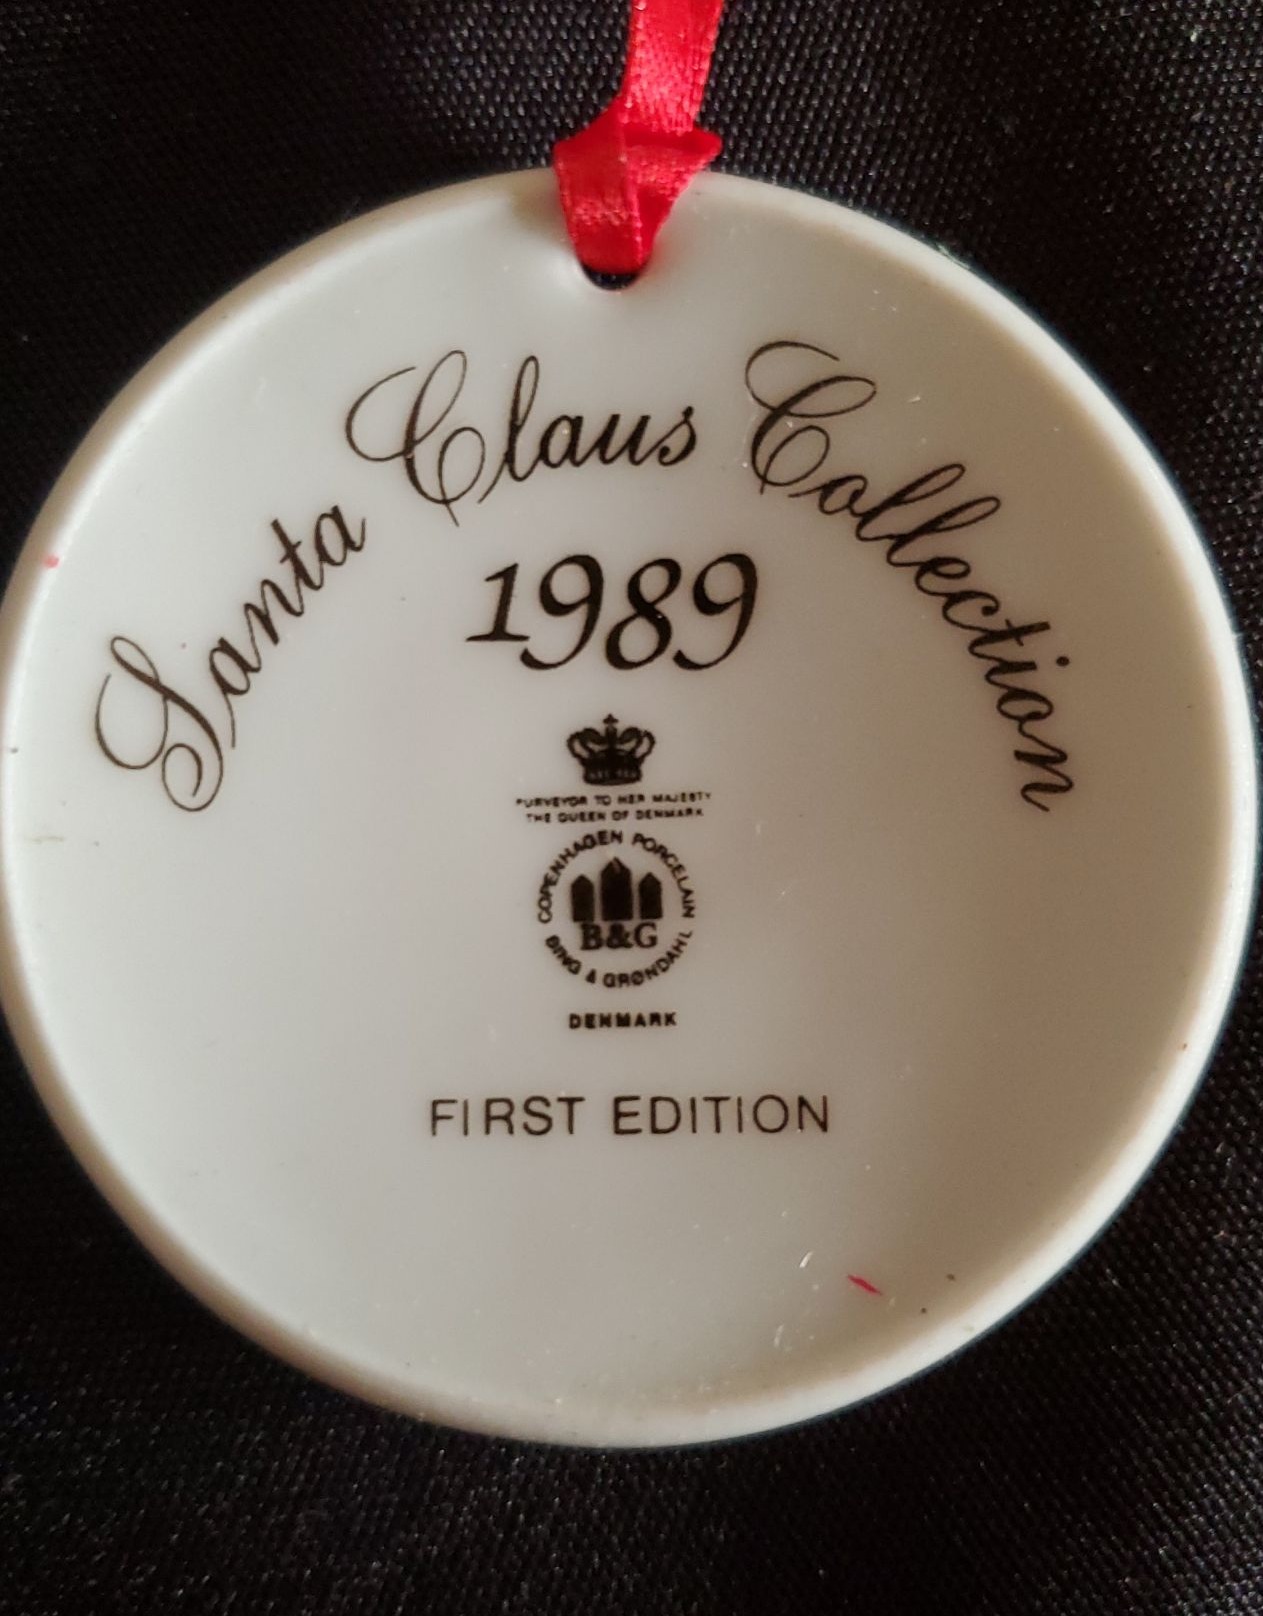 Santa Claus Collection
1989
PURVEYOR TO HER MAJESTY
THE QUEEN OF DENMARK
COPENHAGEN PORCELAIN
B&G
BING & GRØNDAHL
DENMARK
FIRST EDITION